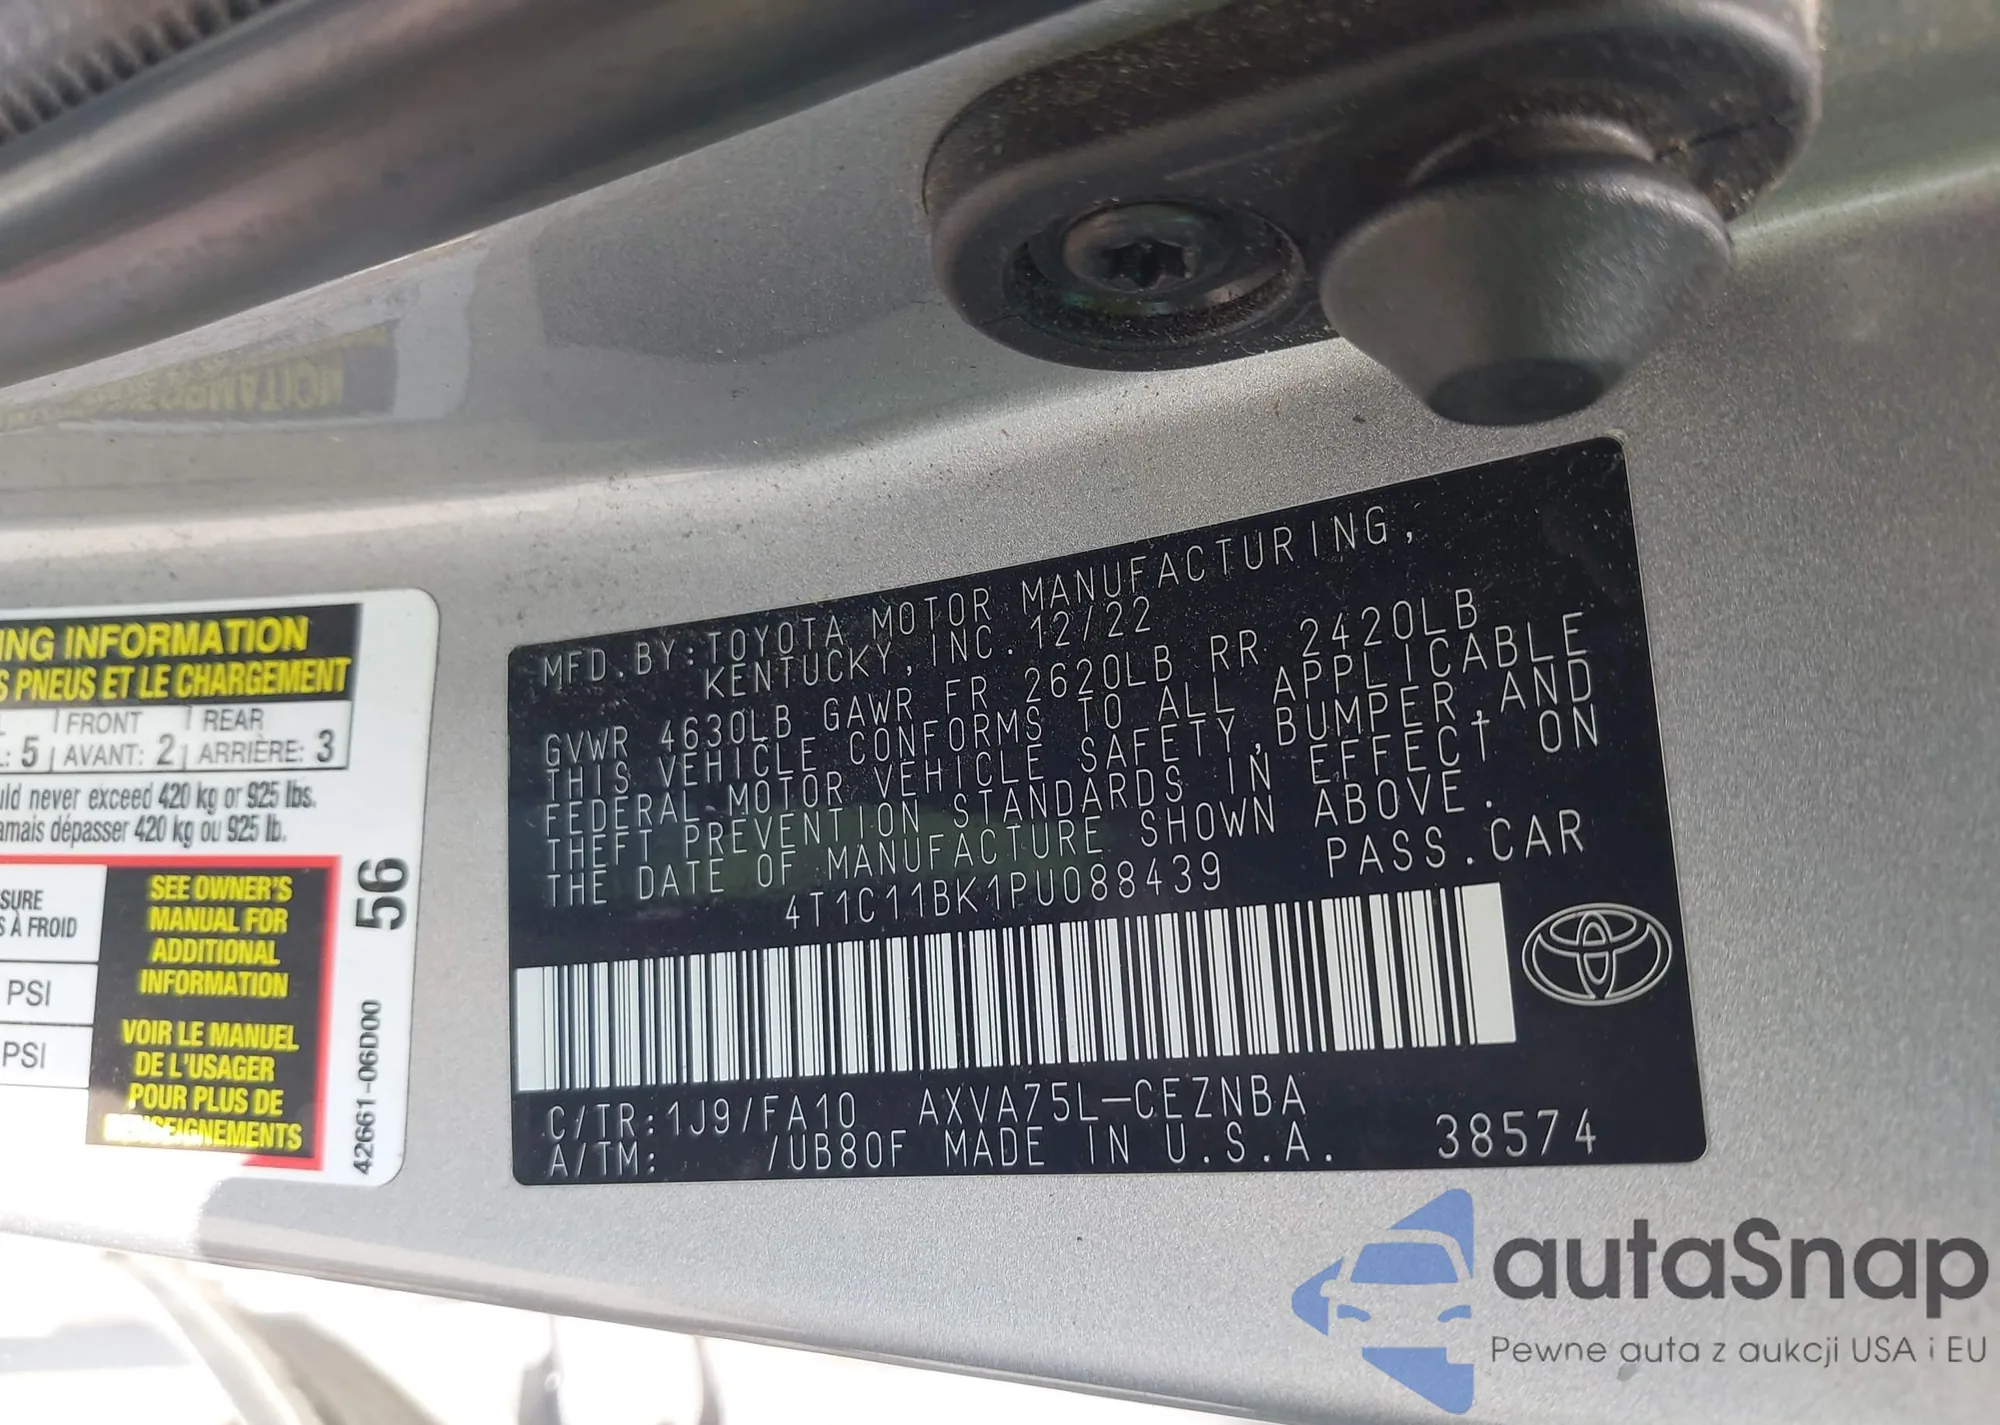 NG INFORMATION
S PNEUS ET LE CHARGEMENT
FRONT REAR
: 5 AVANT: 2 ARRIÈRE: 3
uld never exceed 420 kg or 925 lbs.
amais dépasser 420 kg ou 925 lb.
SURE
S À FROID
PSI
PSI
SEE OWNER'S
MANUAL FOR
ADDITIONAL
INFORMATION
VOIR LE MANUEL
DE L'USAGER
POUR PLUS DE
RENSEIGNEMENTS
56
42661-06D00
MFD.BY:TOYOTA MOTOR MANUFACTURING,
KENTUCKY, INC. 12/22
GVWR 4630LB GAWR FR 2620LB RR 2420LB
THIS VEHICLE CONFORMS TO ALL APPLICABLE
FEDERAL MOTOR VEHICLE SAFETY,BUMPER,AND
THEFT PREVENTION STANDARDS IN EFFECT ON
THE DATE OF MANUFACTURE SHOWN ABOVE.
4T1C11BK1PU088439 PASS.CAR
C/TR:1J9/FA10 AXVA75L-CEZNBA
A/TM: /UB80F MADE IN U.S.A. 38574
autaSnap
Pewne auta z aukcji USA i EU